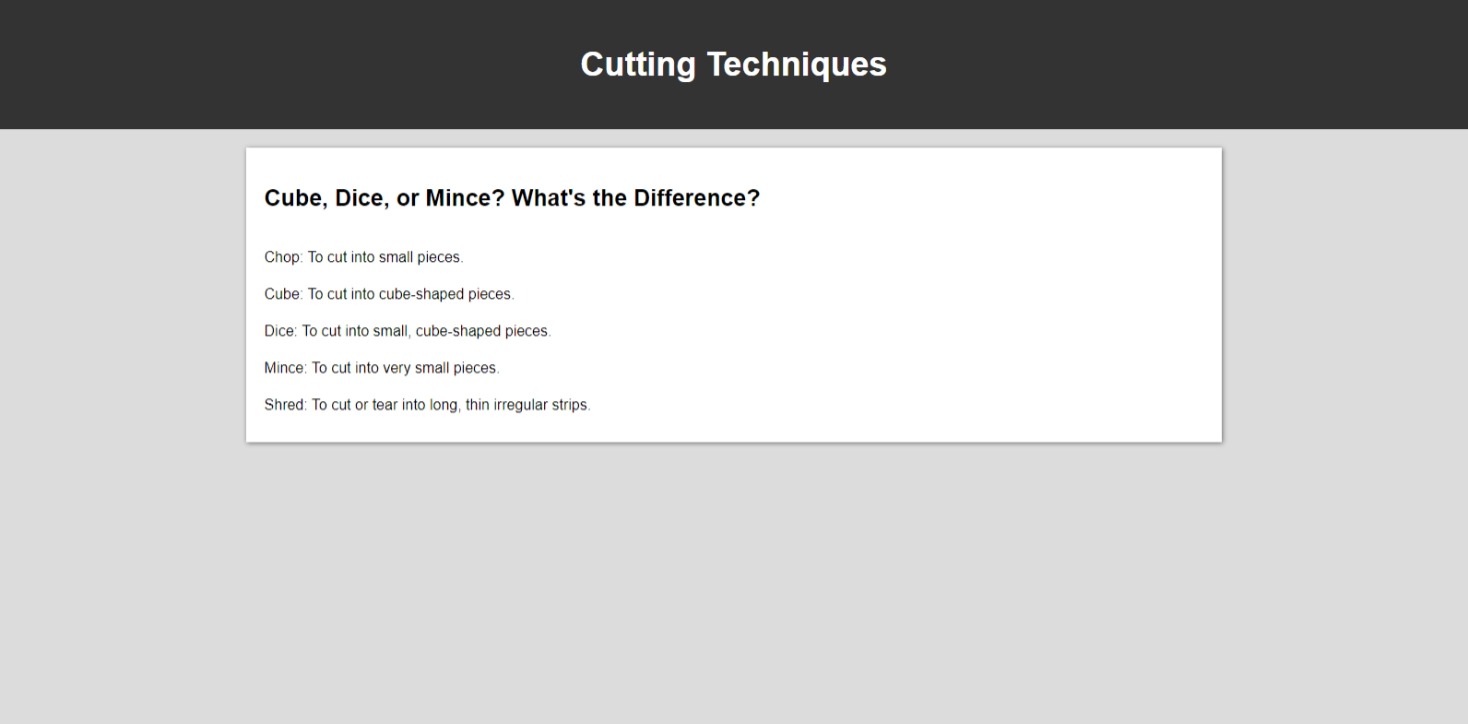 Cutting Techniques
Cube, Dice, or Mince? What's the Difference?
Chop: To cut into small pieces.
Cube: To cut into cube-shaped pieces.
Dice: To cut into small, cube-shaped pieces.
Mince: To cut into very small pieces.
Shred: To cut or tear into long, thin irregular strips.